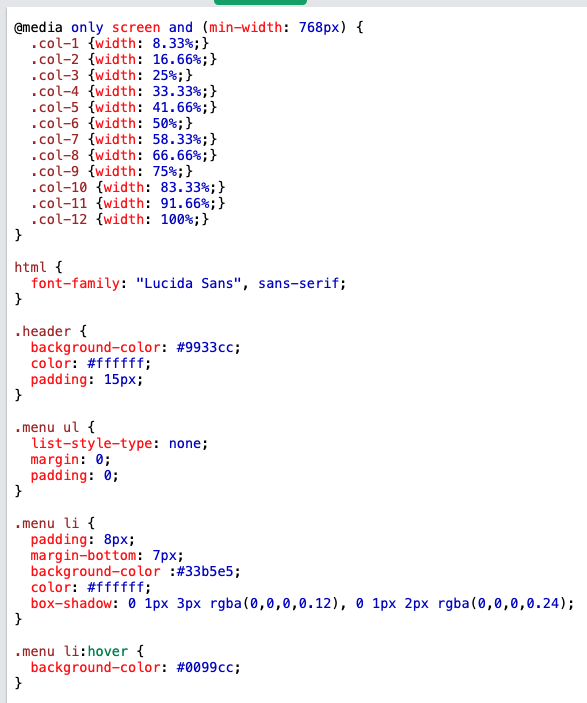 @media only screen and (min-width: 768px) {
  .col-1 {width: 8.33%;}
  .col-2 {width: 16.66%;}
  .col-3 {width: 25%;}
  .col-4 {width: 33.33%;}
  .col-5 {width: 41.66%;}
  .col-6 {width: 50%;}
  .col-7 {width: 58.33%;}
  .col-8 {width: 66.66%;}
  .col-9 {width: 75%;}
  .col-10 {width: 83.33%;}
  .col-11 {width: 91.66%;}
  .col-12 {width: 100%;}
}

html {
  font-family: "Lucida Sans", sans-serif;
}

.header {
  background-color: #9933cc;
  color: #ffffff;
  padding: 15px;
}

.menu ul {
  list-style-type: none;
  margin: 0;
  padding: 0;
}

.menu li {
  padding: 8px;
  margin-bottom: 7px;
  background-color :#33b5e5;
  color: #ffffff;
  box-shadow: 0 1px 3px rgba(0,0,0,0.12), 0 1px 2px rgba(0,0,0,0.24);
}

.menu li:hover {
  background-color: #0099cc;
}